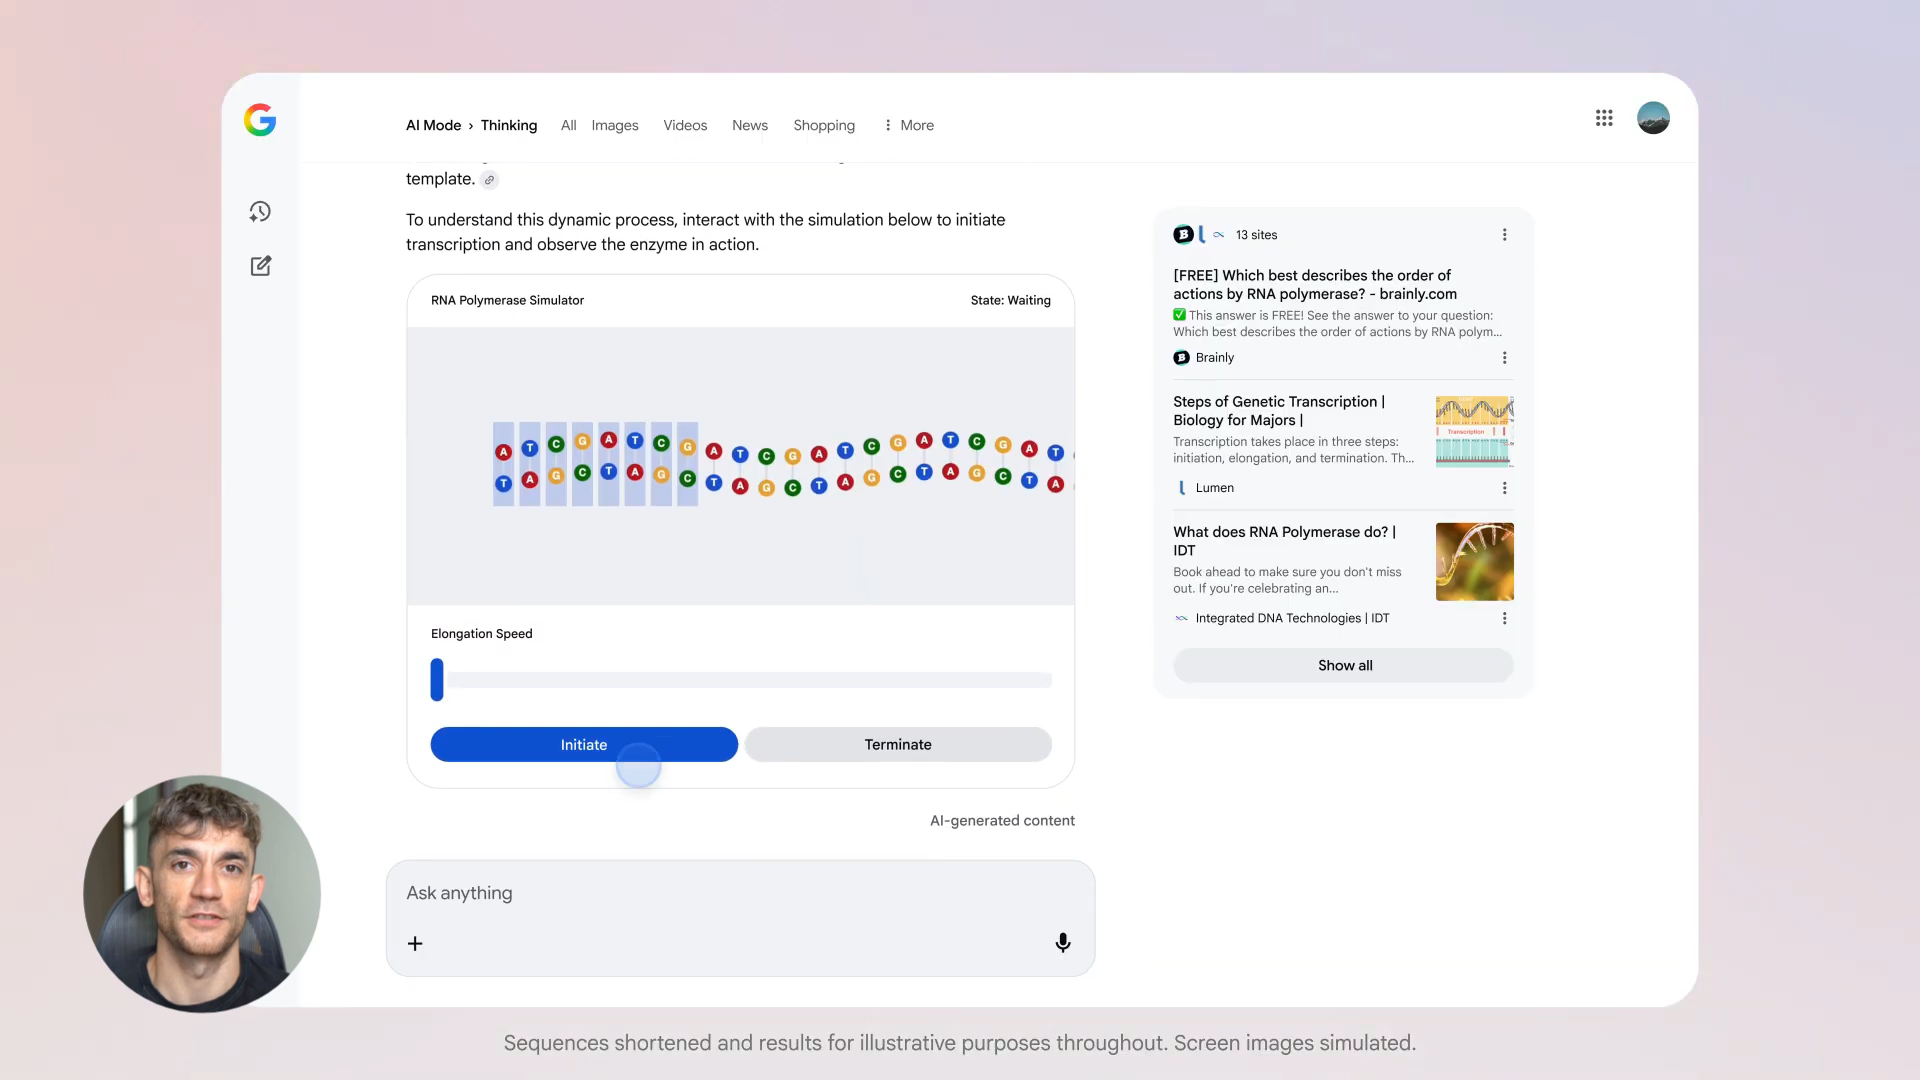 AI Mode › Thinking All Images Videos News Shopping More
template.
To understand this dynamic process, interact with the simulation below to initiate
transcription and observe the enzyme in action.
RNA Polymerase Simulator State: Waiting
A T C G A T C G A T C G A T C G A T C G A T
T A G C T A G C T A G C T A G C T A G C T A
Elongation Speed
Initiate Terminate
AI-generated content
Ask anything
13 sites
[FREE] Which best describes the order of
actions by RNA polymerase? - brainly.com
✅ This answer is FREE! See the answer to your question:
Which best describes the order of actions by RNA polym...
Brainly
Steps of Genetic Transcription |
Biology for Majors |
Transcription takes place in three steps:
initiation, elongation, and termination. Th...
Transcription
Lumen
What does RNA Polymerase do? |
IDT
Book ahead to make sure you don't miss
out. If you're celebrating an...
Integrated DNA Technologies | IDT
Show all
Sequences shortened and results for illustrative purposes throughout. Screen images simulated.